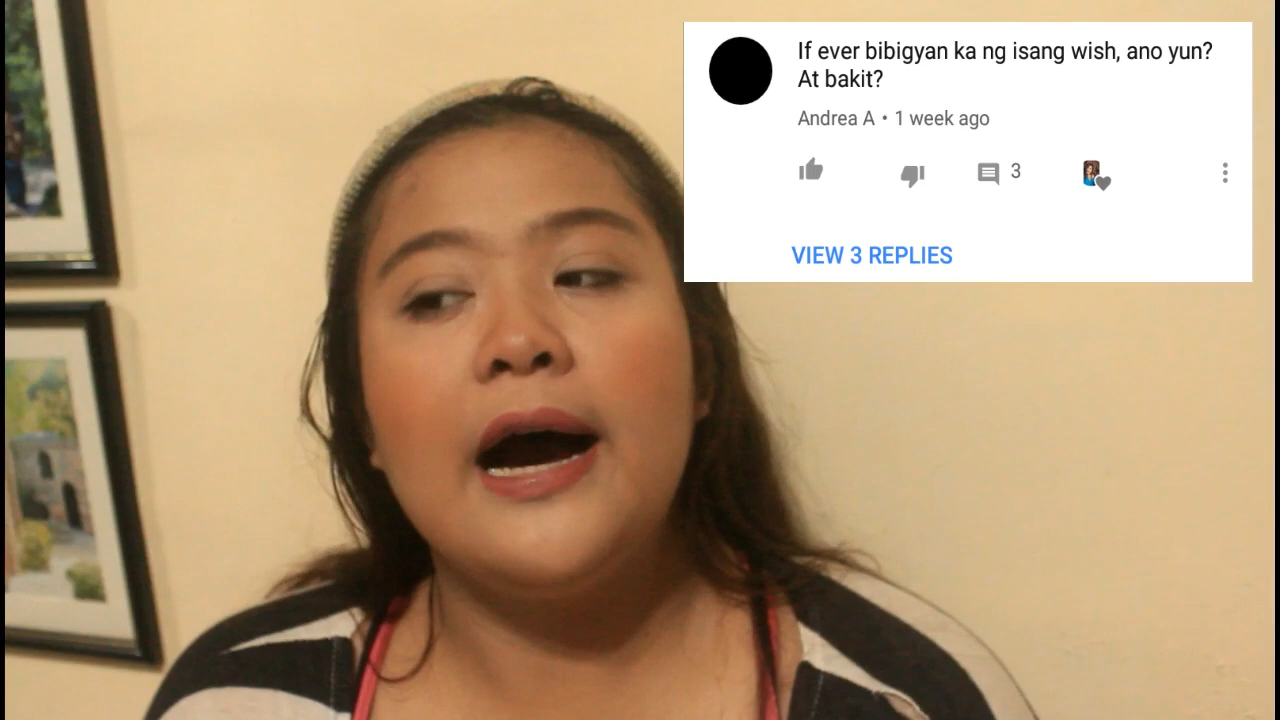 If ever bibigyan ka ng isang wish, ano yun?
At bakit?
Andrea A • 1 week ago
3
VIEW 3 REPLIES